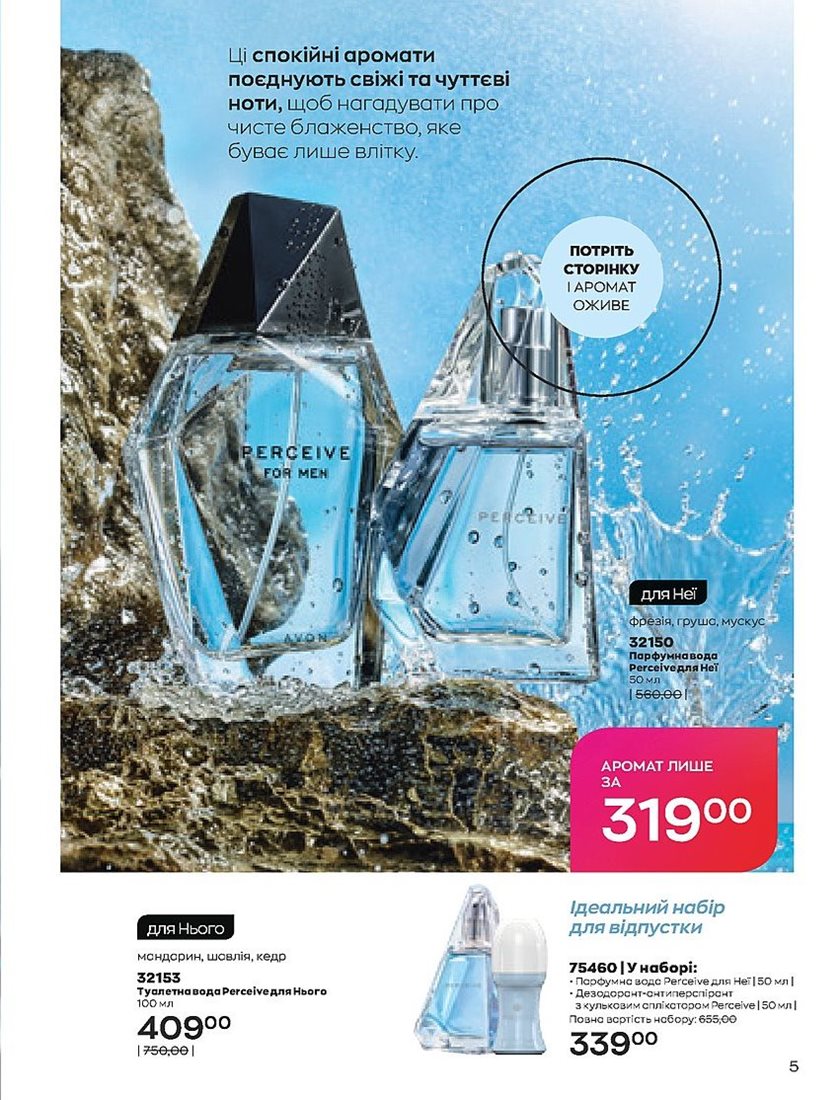 Ці спокійні аромати
поєднують свіжі та чуттєві
ноти, щоб нагадувати про
чисте блаженство, яке
буває лише влітку.
ПОТРІТЬ
СТОРІНКУ
І АРОМАТ
ОЖИВЕ
PERCEIVE
FOR MEN
AVON
PERCEIVE
для Неї
фрезія, груша, мускус
32150
Парфумна вода
Perceive для Неї
50 мл
| 560,00 |
АРОМАТ ЛИШЕ
ЗА
319⁰⁰
для Нього
мандарин, шавлія, кедр
32153
Туалетна вода Perceive для Нього
100 мл
409⁰⁰
| 750,00 |
Ідеальний набір
для відпустки
75460 | У наборі:
• Парфумна вода Perceive для Неї | 50 мл |
• Дезодорант-антиперспірант
з кульковим аплікатором Perceive | 50 мл |
Повна вартість набору: 655,00
339⁰⁰
5